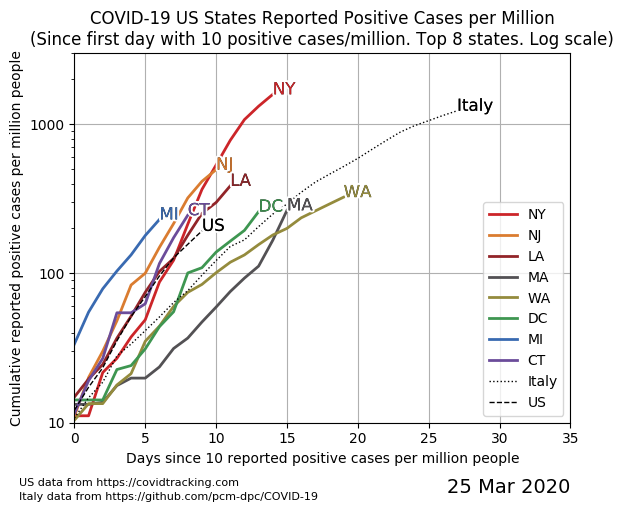 COVID-19 US States Reported Positive Cases per Million
(Since first day with 10 positive cases/million. Top 8 states. Log scale)
Cumulative reported positive cases per million people
1000
100
10
NY
Italy
NJ
LA
WA
MI
CT
DC
MA
US
NY
NJ
LA
MA
WA
DC
MI
CT
Italy
US
0 5 10 15 20 25 30 35
Days since 10 reported positive cases per million people
US data from https://covidtracking.com
Italy data from https://github.com/pcm-dpc/COVID-19
25 Mar 2020